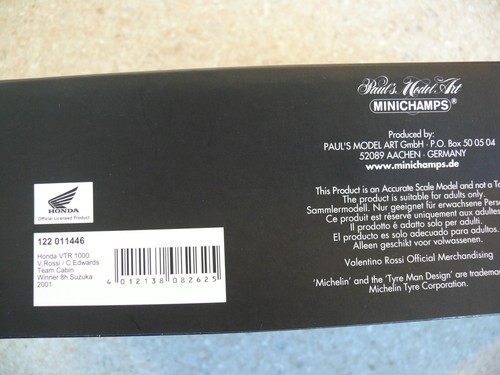 Paul's Model Art
MINICHAMPS®
Produced by:
PAUL'S MODEL ART GmbH · P.O. Box 50 05 04
52089 AACHEN · GERMANY
www.minichamps.de
This Product is an Accurate Scale Model and not a To
The product is suitable for adults only.
Sammlermodell. Nur geeignet für erwachsene Perso
Ce produit est réservé uniquement aux adultes
Il prodotto è adatto solo per adulti.
El producto es solo adecuado para adultos.
Alleen geschikt voor volwassenen.
Valentino Rossi Official Merchandising
'Michelin' and the 'Tyre Man Design' are tradema
Michelin Tyre Corporation.
HONDA
Official Licensed Product
122 011446
Honda VTR 1000
V.Rossi / C.Edwards
Team Cabin
Winner 8h Suzuka
2001
4 012138 082625